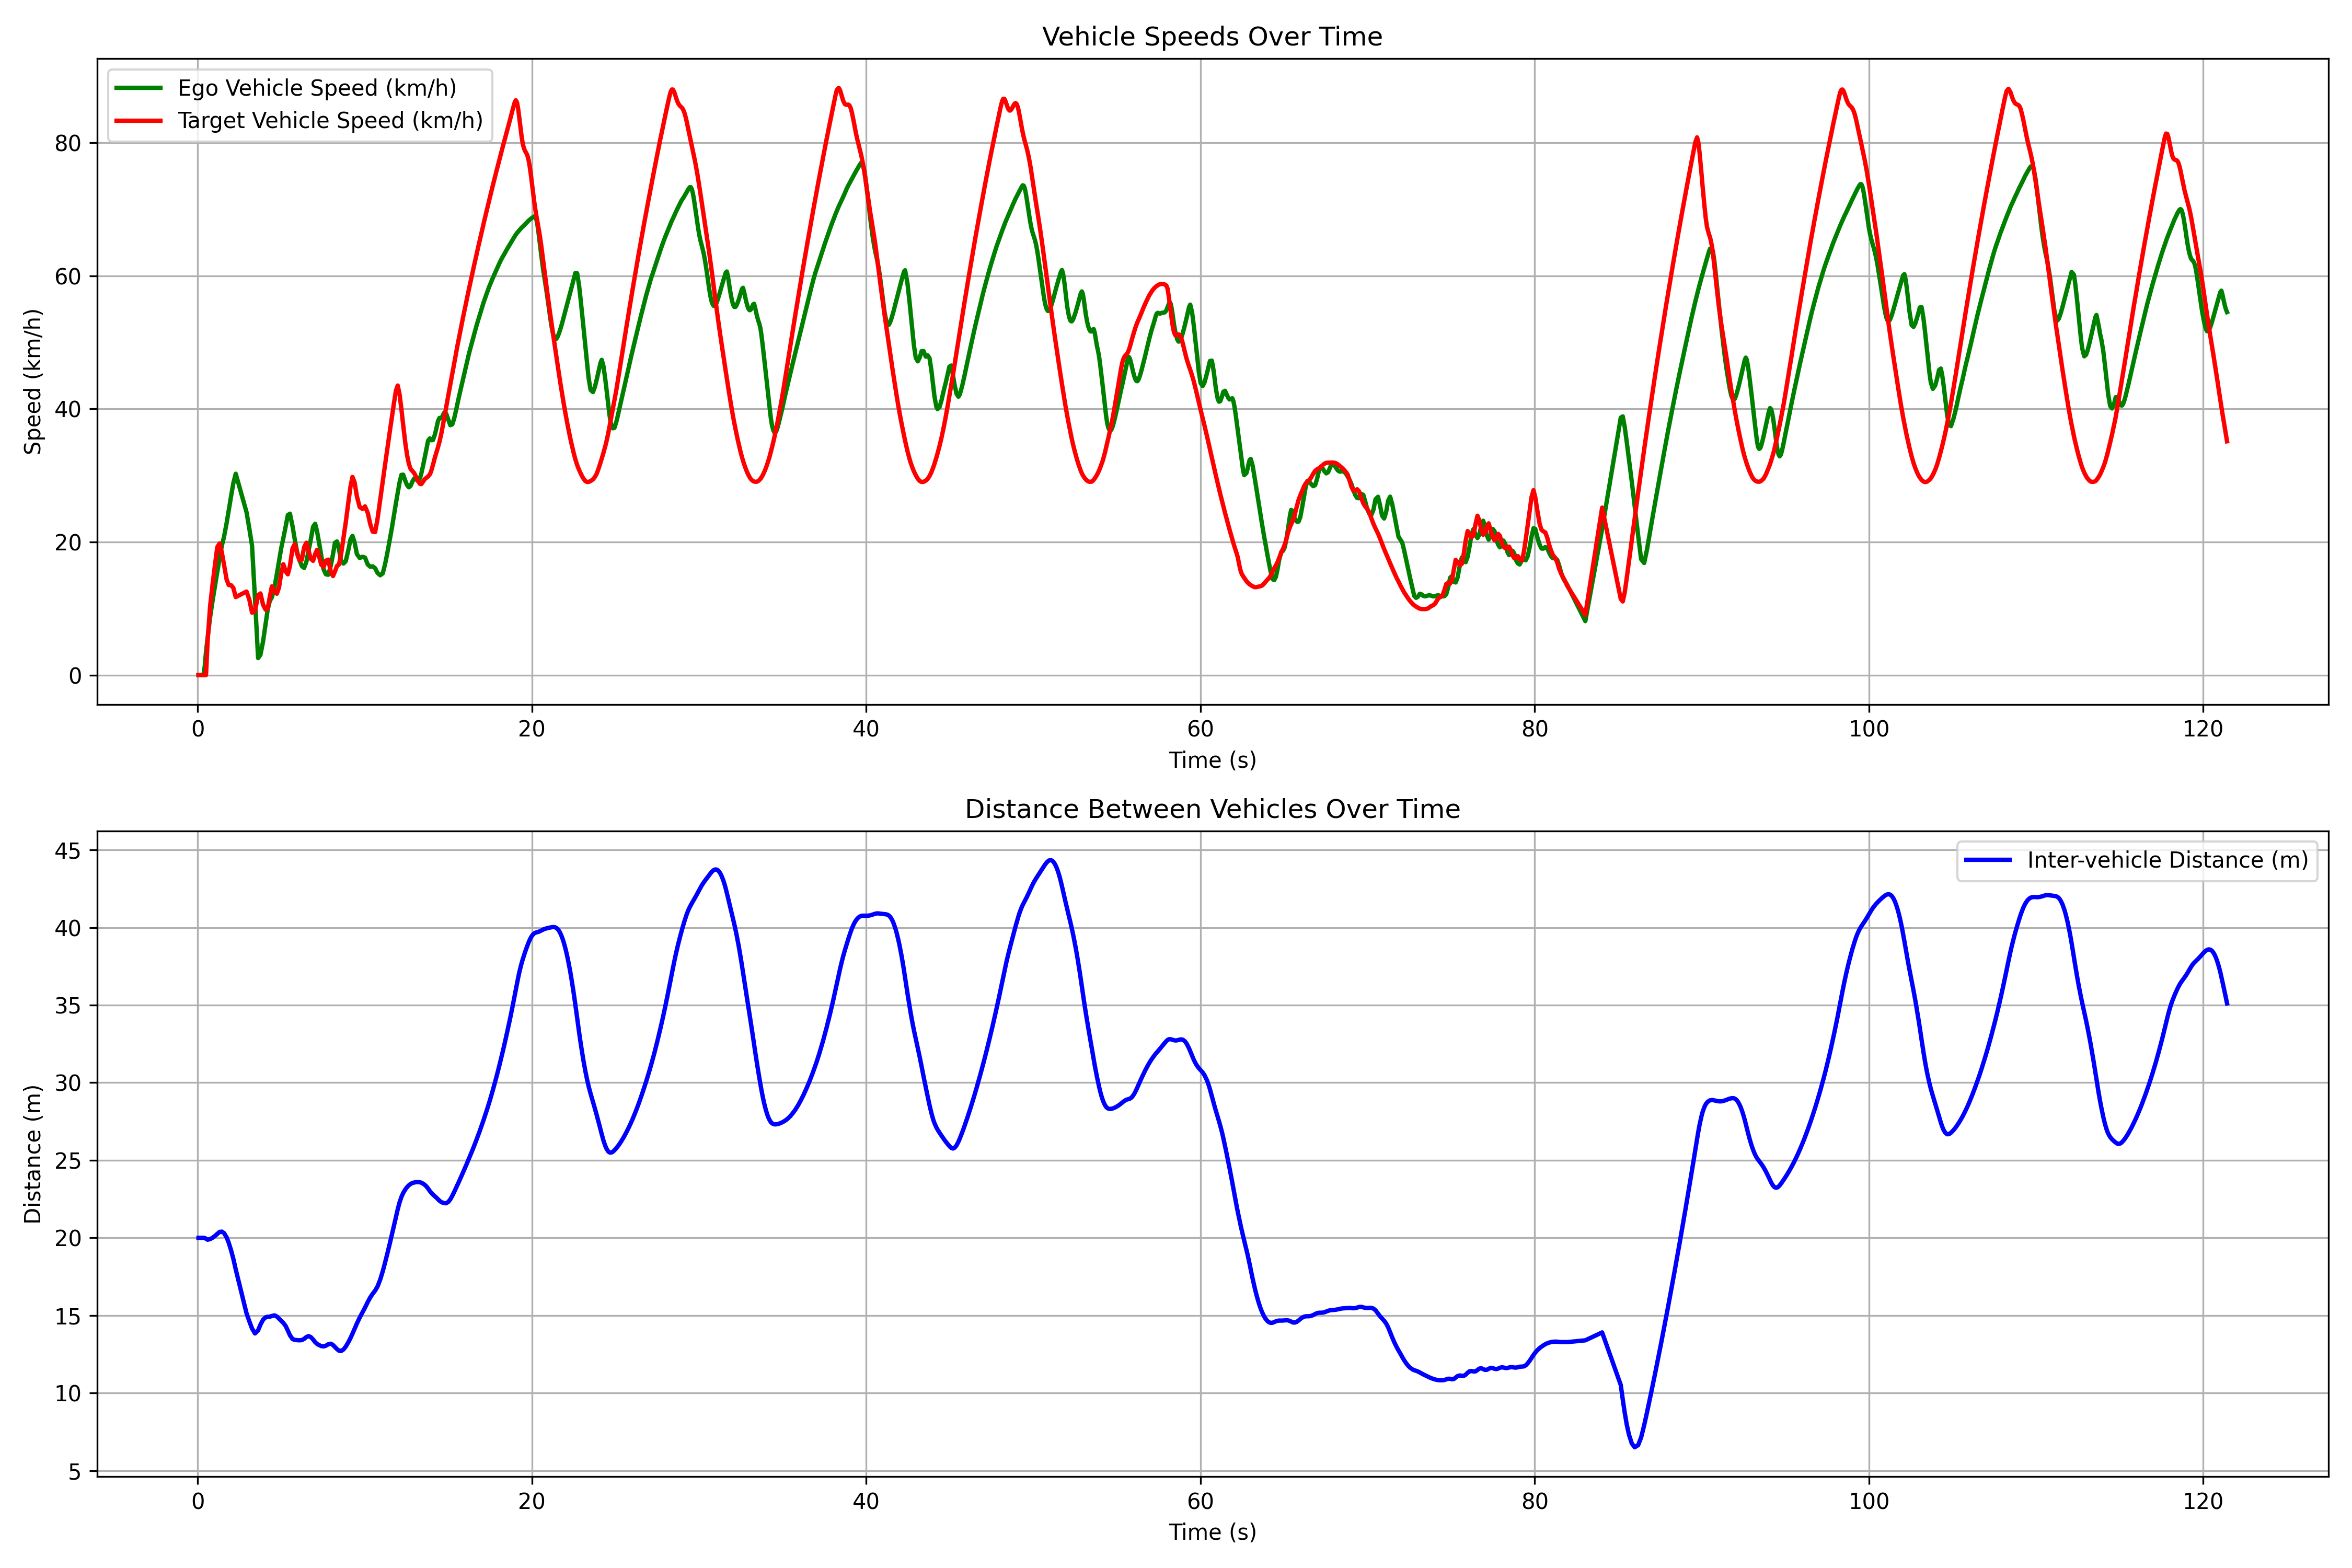 Vehicle Speeds Over Time
Ego Vehicle Speed (km/h)
Target Vehicle Speed (km/h)
Speed (km/h)
80
60
40
20
0
0 20 40 60 80 100 120
Time (s)
Distance Between Vehicles Over Time
Inter-vehicle Distance (m)
Distance (m)
45
40
35
30
25
20
15
10
5
0 20 40 60 80 100 120
Time (s)